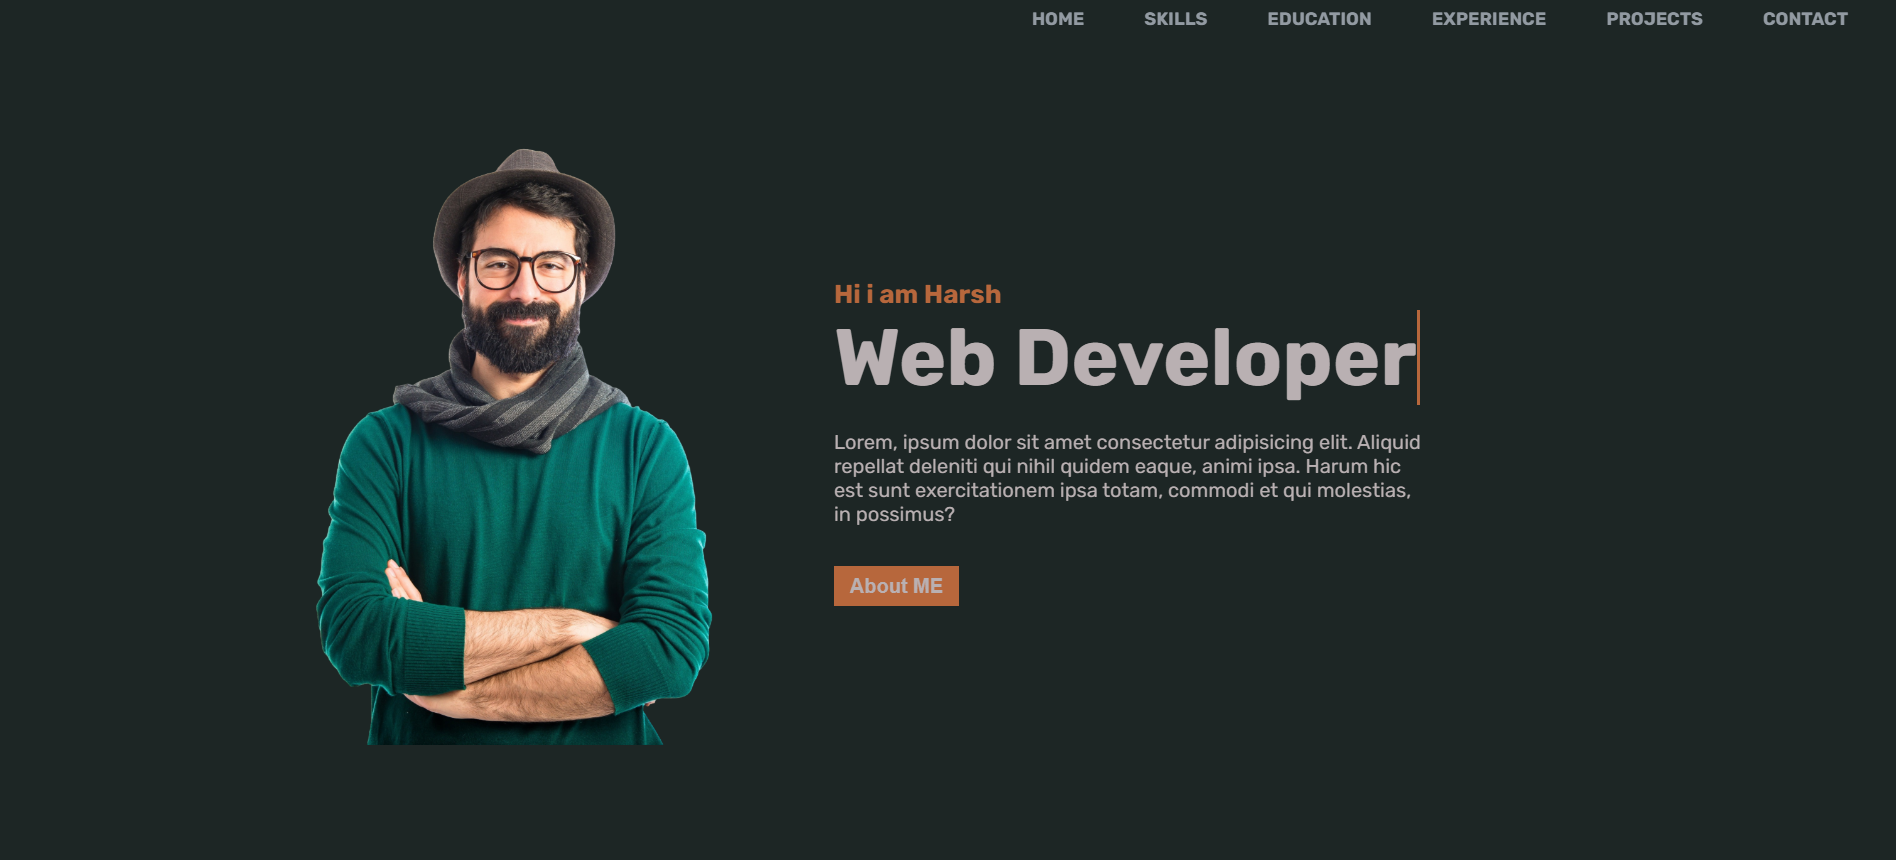 HOME SKILLS EDUCATION EXPERIENCE PROJECTS CONTACT
Hi i am Harsh
Web Developer
Lorem, ipsum dolor sit amet consectetur adipisicing elit. Aliquid
repellat deleniti qui nihil quidem eaque, animi ipsa. Harum hic
est sunt exercitationem ipsa totam, commodi et qui molestias,
in possimus?
About ME